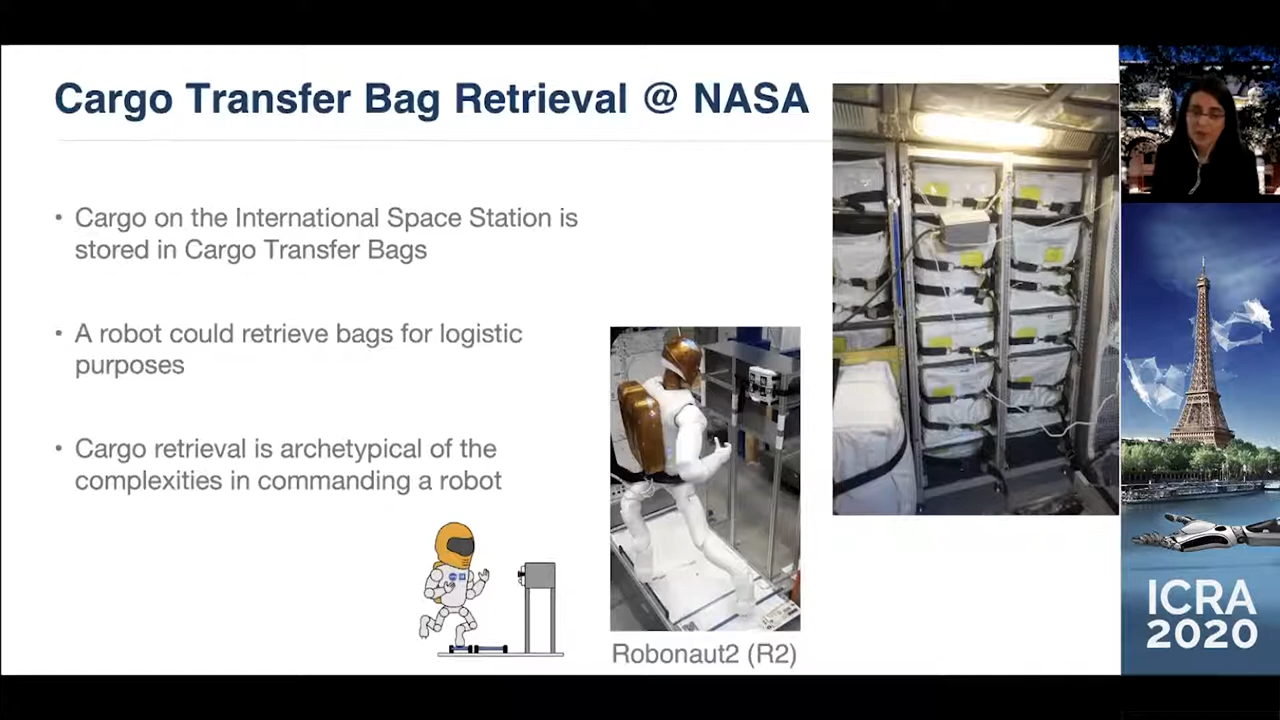 Cargo Transfer Bag Retrieval @ NASA
• Cargo on the International Space Station is
stored in Cargo Transfer Bags
• A robot could retrieve bags for logistic
purposes
• Cargo retrieval is archetypical of the
complexities in commanding a robot
Robonaut2 (R2)
ICRA
2020